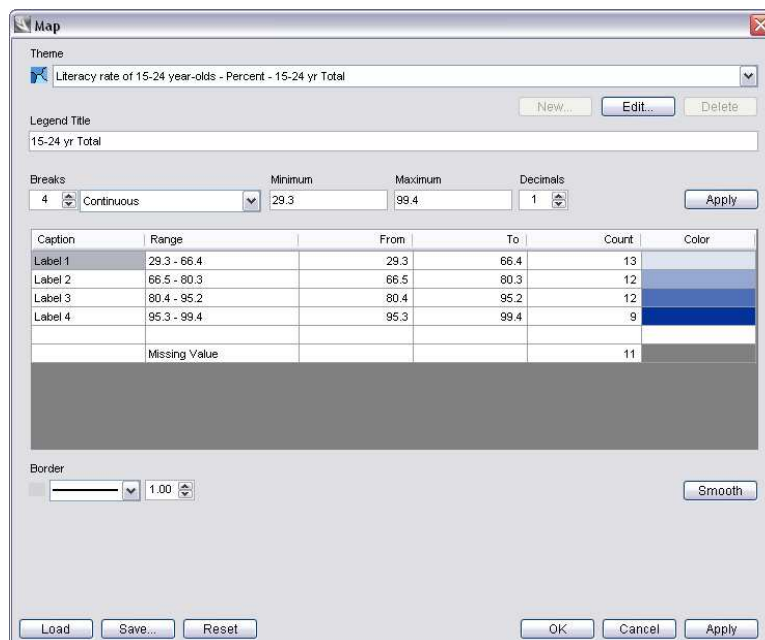 Map
Theme
Literacy rate of 15-24 year-olds - Percent - 15-24 yr Total
New... Edit... Delete
Legend Title
15-24 yr Total
Breaks Minimum Maximum Decimals
4 Continuous 29.3 99.4 1 Apply
Caption Range From To Count Color
Label 1 29.3 - 66.4 29.3 66.4 13
Label 2 66.5 - 80.3 66.5 80.3 12
Label 3 80.4 - 95.2 80.4 95.2 12
Label 4 95.3 - 99.4 95.3 99.4 9
Missing Value 11
Border
1.00 Smooth
Load Save... Reset OK Cancel Apply